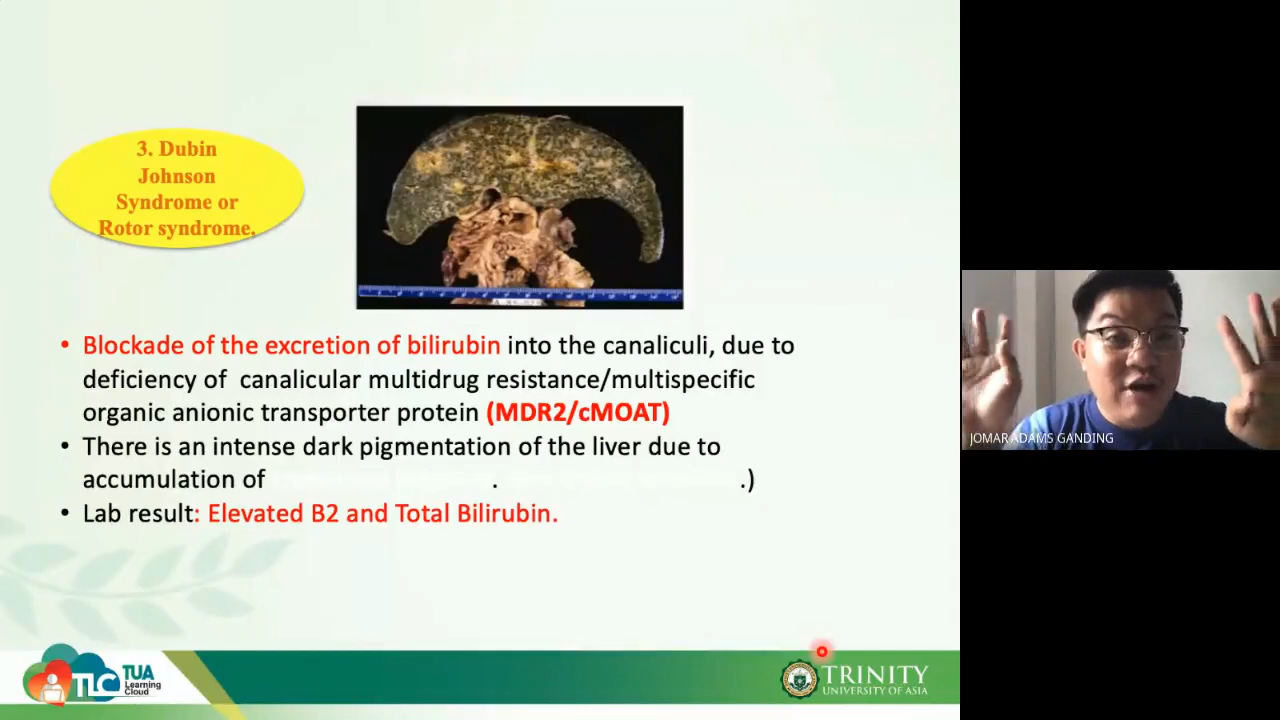 3. Dubin
Johnson
Syndrome or
Rotor syndrome,
• Blockade of the excretion of bilirubin into the canaliculi, due to
deficiency of canalicular multidrug resistance/multispecific
organic anionic transporter protein (MDR2/cMOAT)
• There is an intense dark pigmentation of the liver due to
accumulation of . .)
• Lab result: Elevated B2 and Total Bilirubin.
JOMAR ADAMS GANDING
TLC TUA
Learning
Cloud
TRINITY
UNIVERSITY OF ASIA